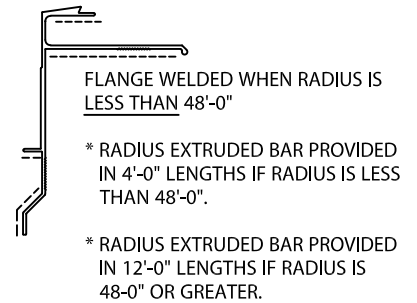 FLANGE WELDED WHEN RADIUS IS
LESS THAN 48'-0"
* RADIUS EXTRUDED BAR PROVIDED
IN 4'-0" LENGTHS IF RADIUS IS LESS
THAN 48'-0".
* RADIUS EXTRUDED BAR PROVIDED
IN 12'-0" LENGTHS IF RADIUS IS
48-0" OR GREATER.